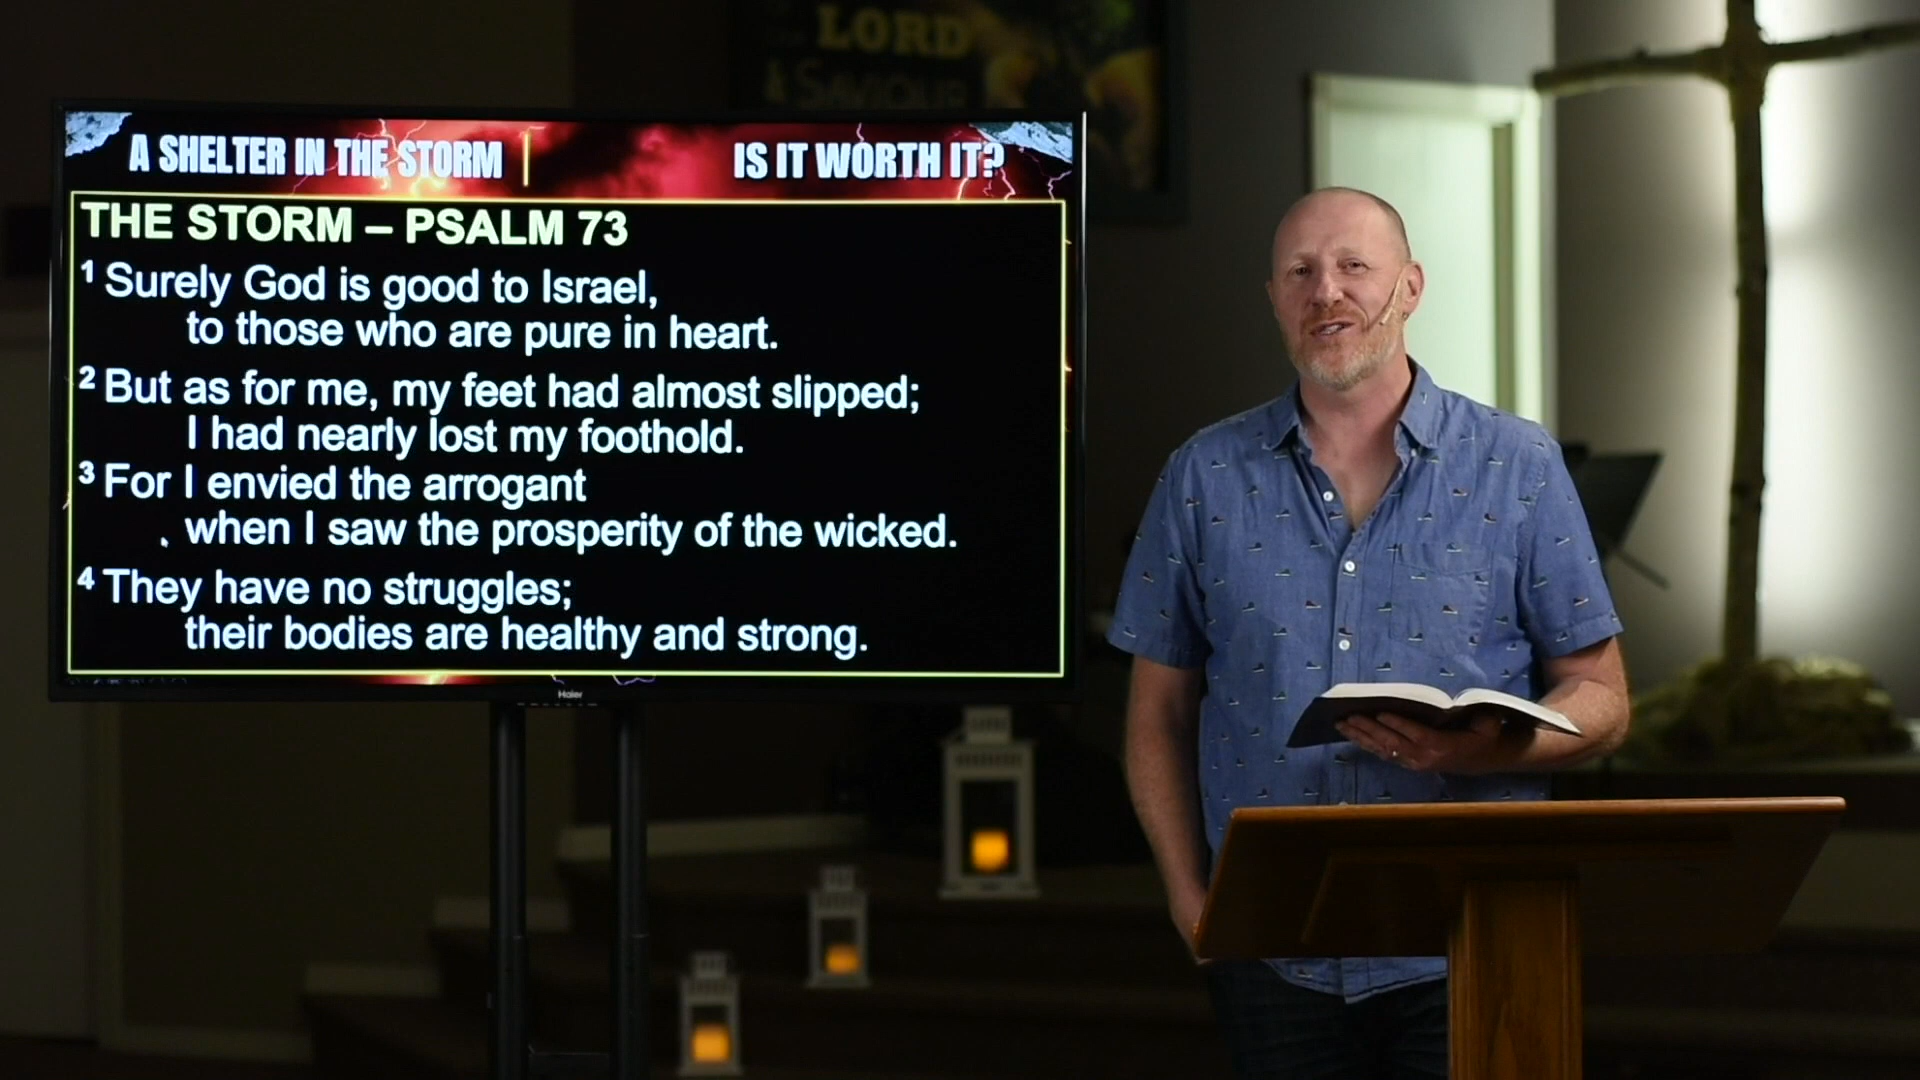 LORD
& SAVIOUR
A SHELTER IN THE STORM
IS IT WORTH IT?
THE STORM – PSALM 73
1 Surely God is good to Israel,
to those who are pure in heart.
2 But as for me, my feet had almost slipped;
I had nearly lost my foothold.
3 For I envied the arrogant
when I saw the prosperity of the wicked.
4 They have no struggles;
their bodies are healthy and strong.
Haier